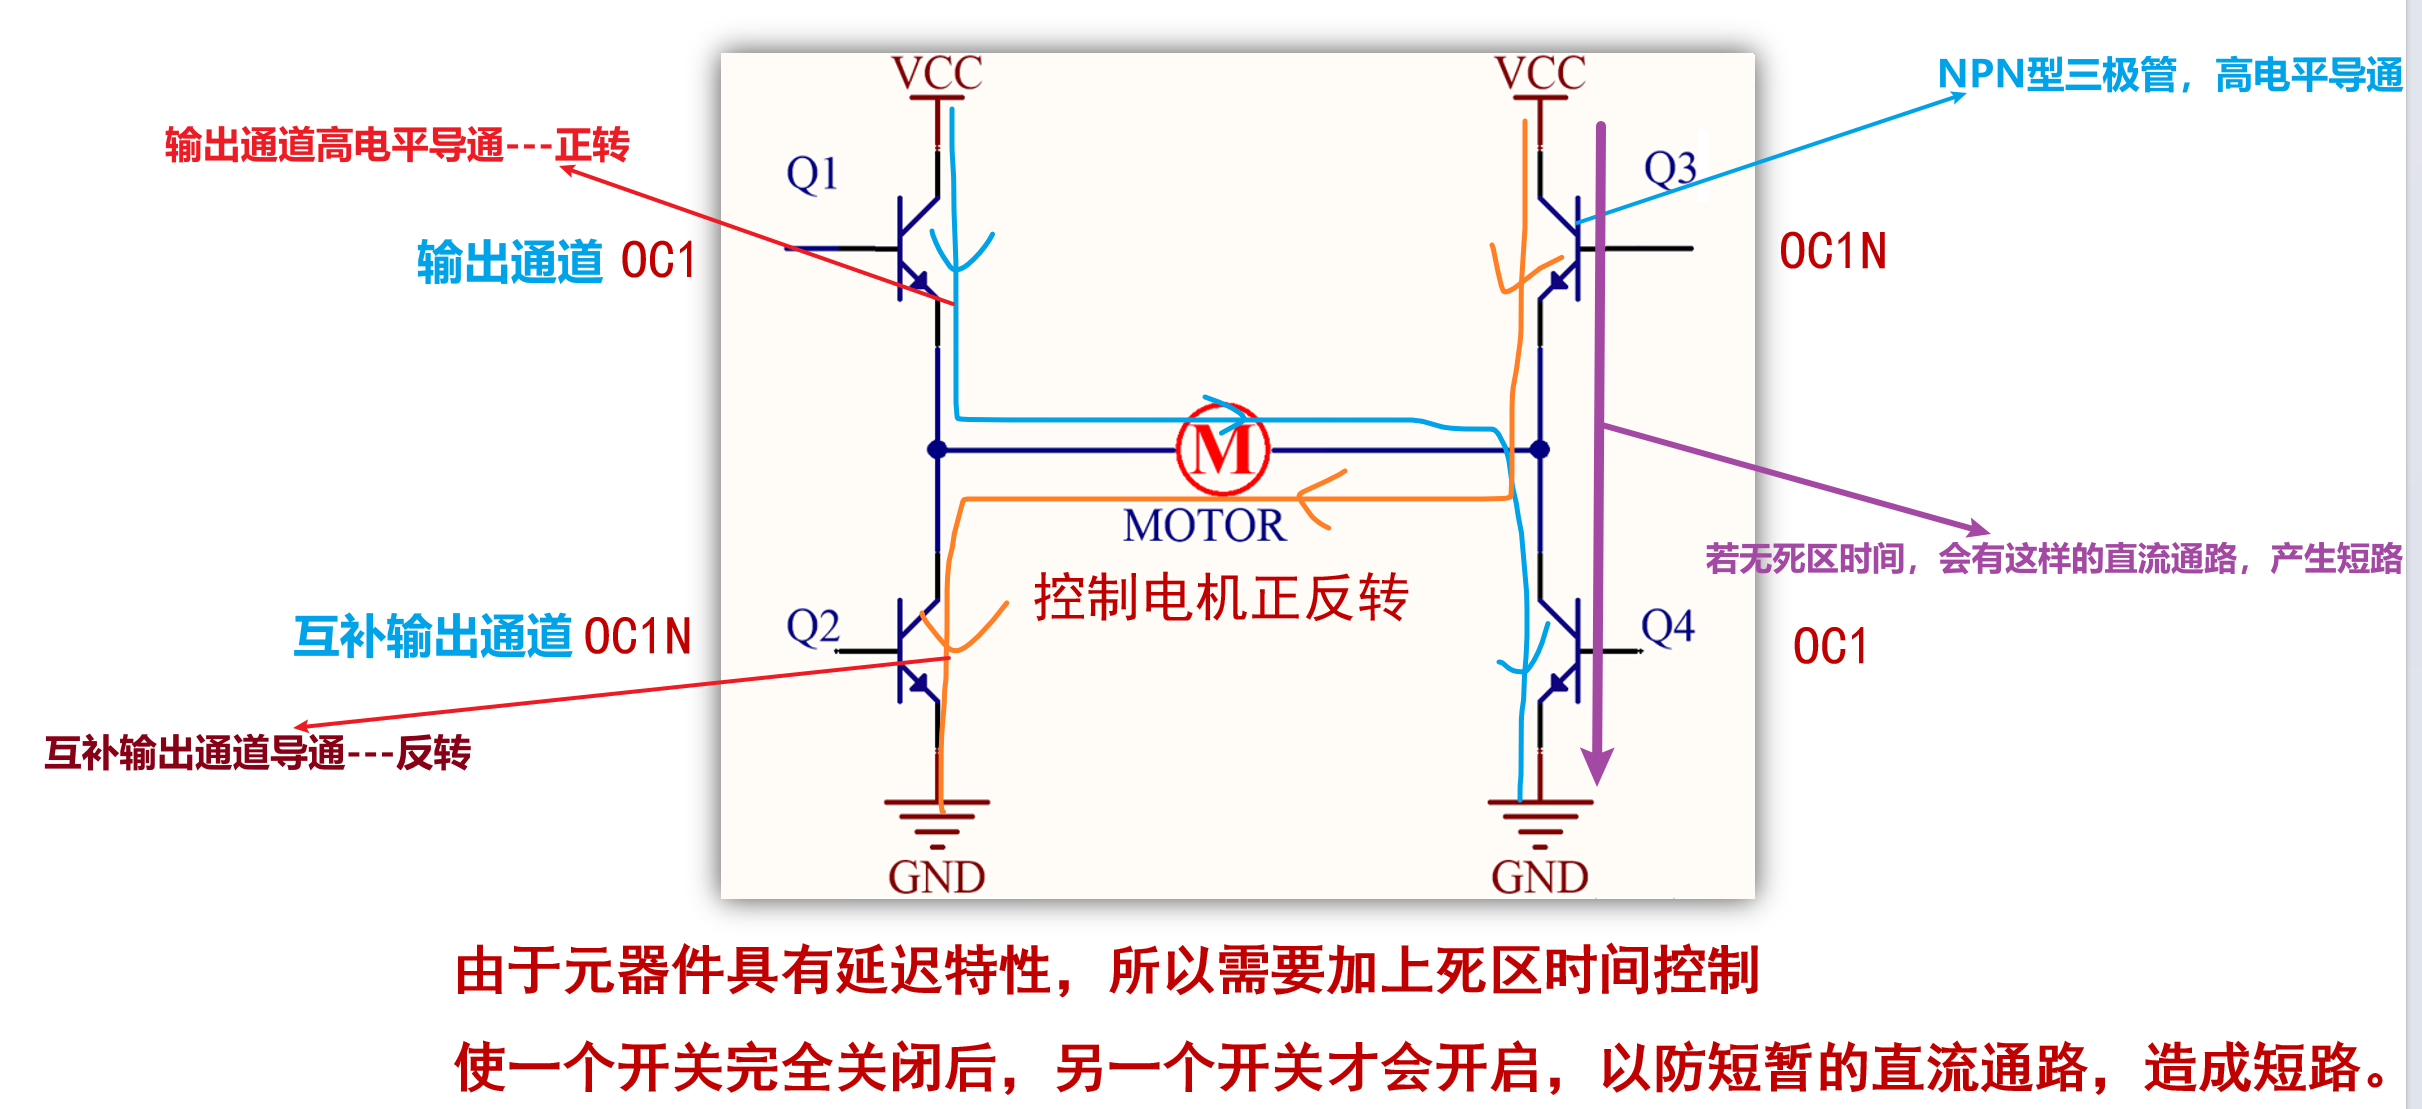 VCC
VCC
NPN型三极管，高电平导通
输出通道高电平导通---正转
Q1
Q3
输出通道 OC1
OC1N
M
MOTOR
若无死区时间，会有这样的直流通路，产生短路
控制电机正反转
互补输出通道 OC1N
Q2
Q4
OC1
互补输出通道导通---反转
GND
GND
由于元器件具有延迟特性，所以需要加上死区时间控制
使一个开关完全关闭后，另一个开关才会开启，以防短暂的直流通路，造成短路。